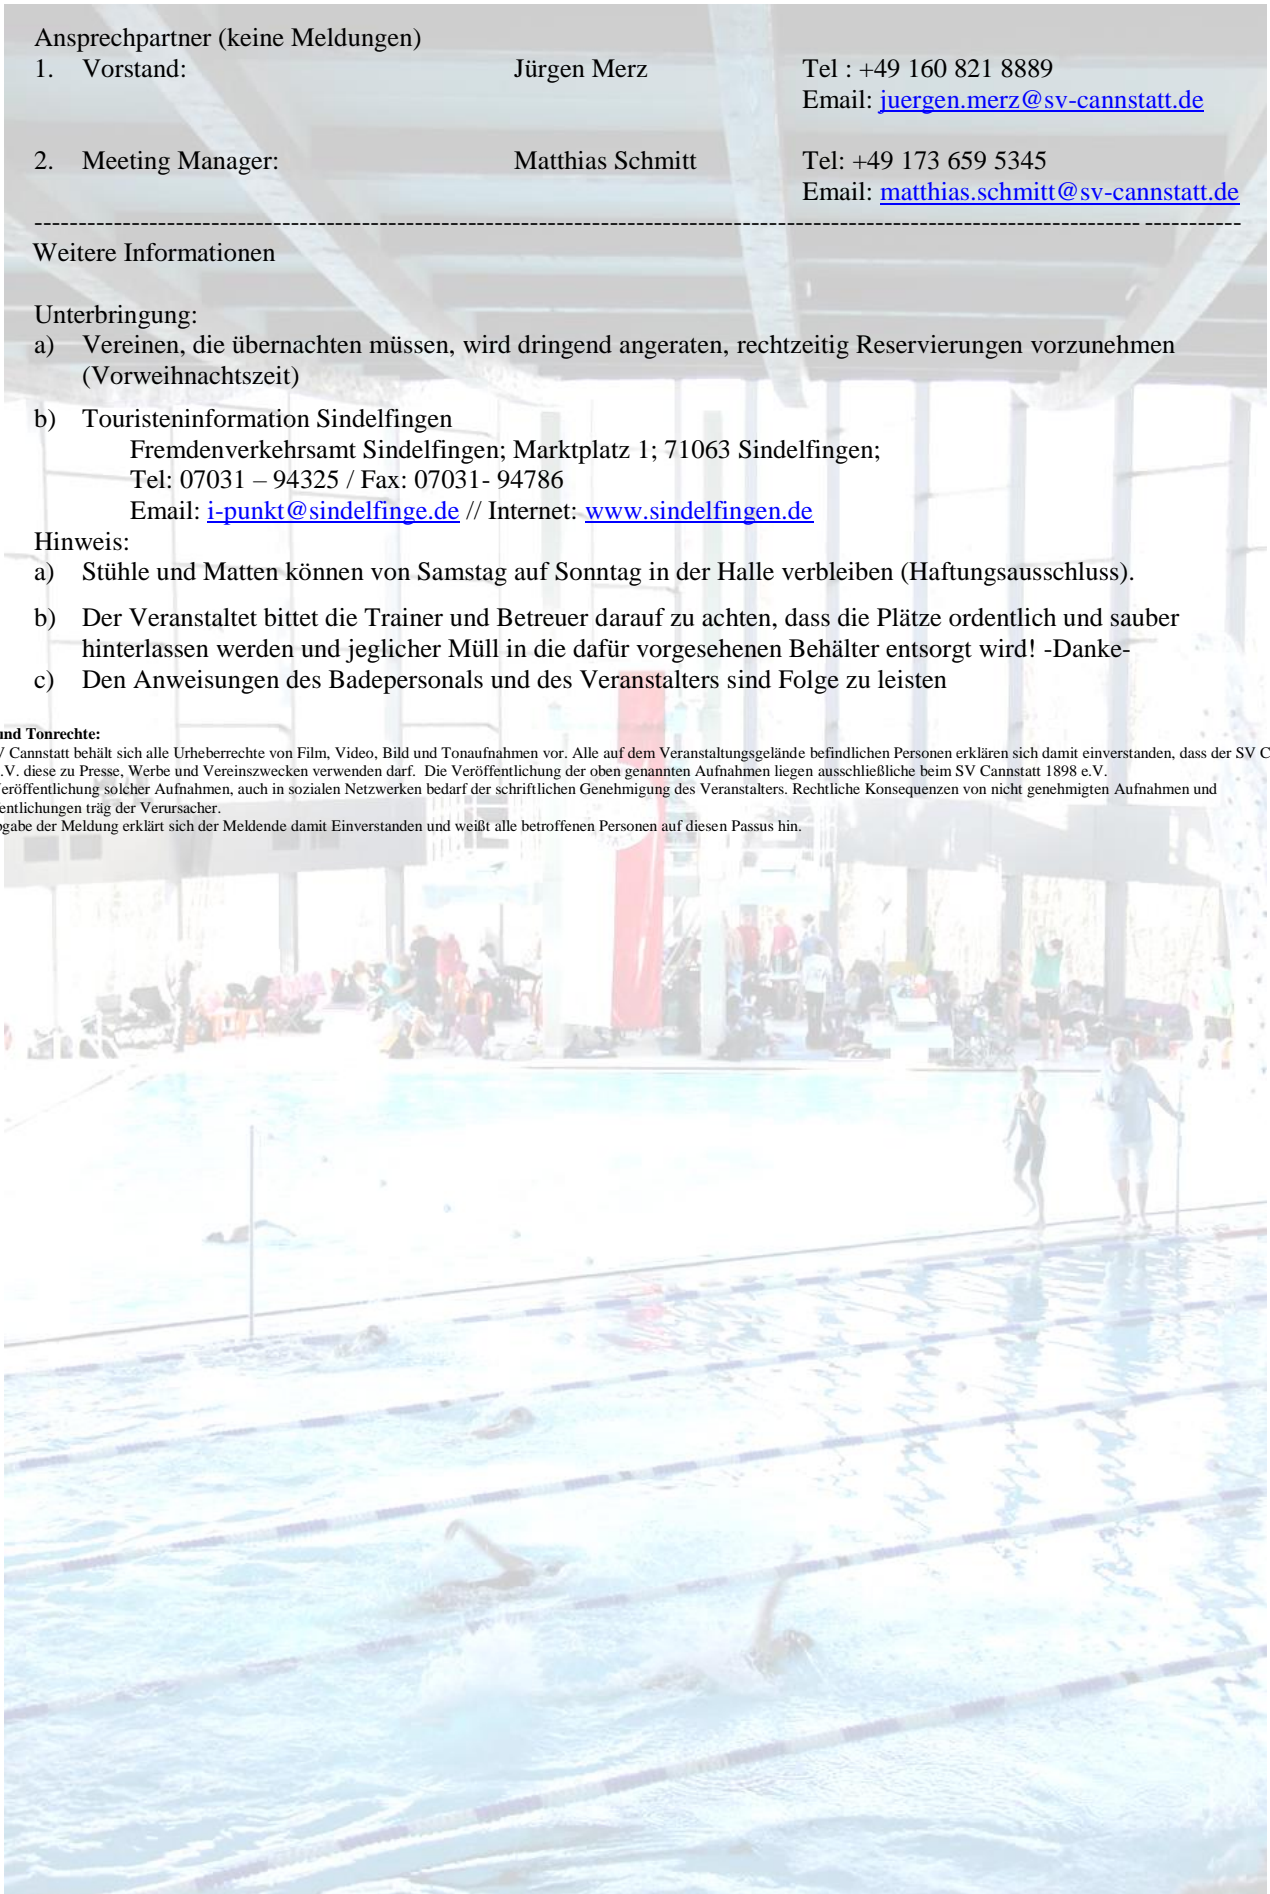 Ansprechpartner (keine Meldungen)
1. Vorstand: Jürgen Merz Tel : +49 160 821 8889
Email: juergen.merz@sv-cannstatt.de
2. Meeting Manager: Matthias Schmitt Tel: +49 173 659 5345
Email: matthias.schmitt@sv-cannstatt.de
------------------------------------------------------------------------------------------------------------------------------ -----------
Weitere Informationen
Unterbringung:
a) Vereinen, die übernachten müssen, wird dringend angeraten, rechtzeitig Reservierungen vorzunehmen
(Vorweihnachtszeit)
b) Touristeninformation Sindelfingen
Fremdenverkehrsamt Sindelfingen; Marktplatz 1; 71063 Sindelfingen;
Tel: 07031 – 94325 / Fax: 07031- 94786
Email: i-punkt@sindelfinge.de // Internet: www.sindelfingen.de
Hinweis:
a) Stühle und Matten können von Samstag auf Sonntag in der Halle verbleiben (Haftungsausschluss).
b) Der Veranstaltet bittet die Trainer und Betreuer darauf zu achten, dass die Plätze ordentlich und sauber
hinterlassen werden und jeglicher Müll in die dafür vorgesehenen Behälter entsorgt wird! -Danke-
c) Den Anweisungen des Badepersonals und des Veranstalters sind Folge zu leisten
und Tonrechte:
V Cannstatt behält sich alle Urheberrechte von Film, Video, Bild und Tonaufnahmen vor. Alle auf dem Veranstaltungsgelände befindlichen Personen erklären sich damit einverstanden, dass der SV C
.V. diese zu Presse, Werbe und Vereinszwecken verwenden darf. Die Veröffentlichung der oben genannten Aufnahmen liegen ausschließliche beim SV Cannstatt 1898 e.V.
eröffentlichung solcher Aufnahmen, auch in sozialen Netzwerken bedarf der schriftlichen Genehmigung des Veranstalters. Rechtliche Konsequenzen von nicht genehmigten Aufnahmen und
entlichungen träg der Verursacher.
gabe der Meldung erklärt sich der Meldende damit Einverstanden und weißt alle betroffenen Personen auf diesen Passus hin.